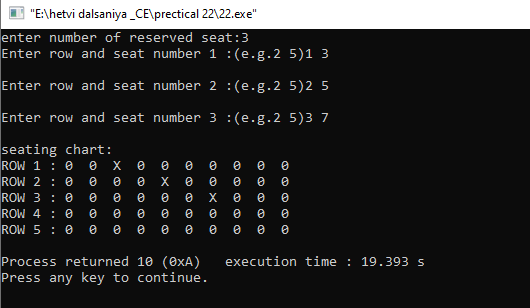 "E:\hetvi dalsaniya _CE\prectical 22\22.exe"
enter number of reserved seat:3
Enter row and seat number 1 :(e.g.2 5)1 3
Enter row and seat number 2 :(e.g.2 5)2 5
Enter row and seat number 3 :(e.g.2 5)3 7
seating chart:
ROW 1 : 0  0  X  0  0  0  0  0  0  0
ROW 2 : 0  0  0  0  X  0  0  0  0  0
ROW 3 : 0  0  0  0  0  0  X  0  0  0
ROW 4 : 0  0  0  0  0  0  0  0  0  0
ROW 5 : 0  0  0  0  0  0  0  0  0  0
Process returned 10 (0xA)   execution time : 19.393 s
Press any key to continue.